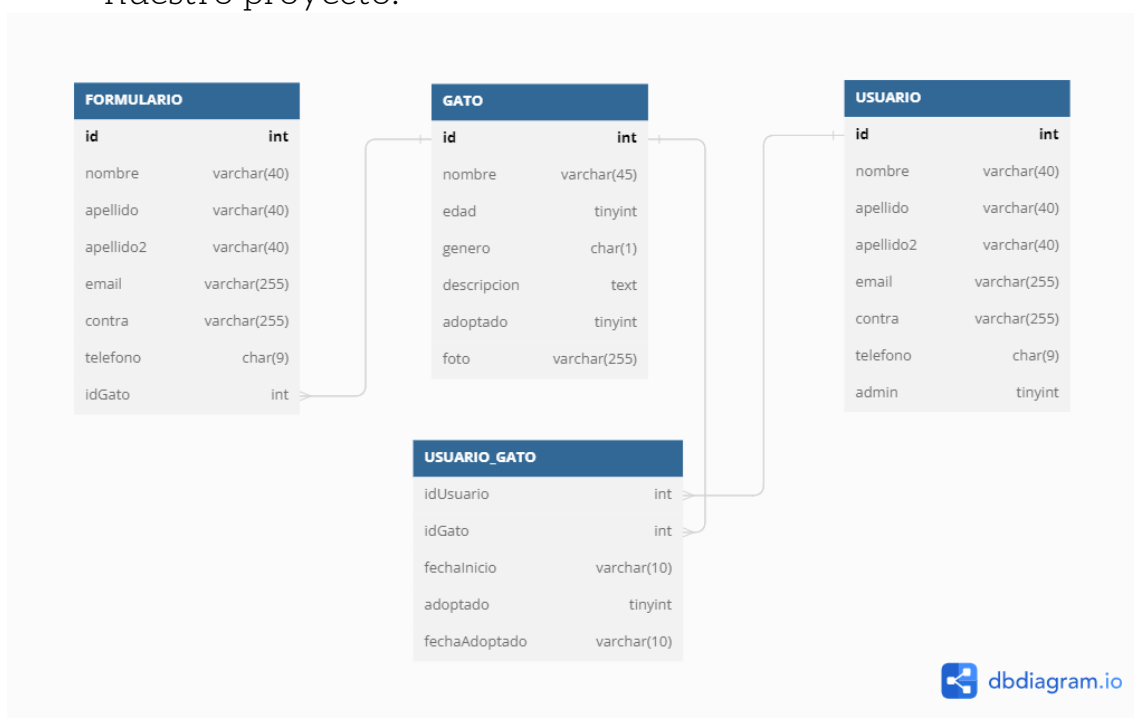 nuestro proyecto.
FORMULARIO
id int
nombre varchar(40)
apellido varchar(40)
apellido2 varchar(40)
email varchar(255)
contra varchar(255)
telefono char(9)
idGato int
GATO
id int
nombre varchar(45)
edad tinyint
genero char(1)
descripcion text
adoptado tinyint
foto varchar(255)
USUARIO
id int
nombre varchar(40)
apellido varchar(40)
apellido2 varchar(40)
email varchar(255)
contra varchar(255)
telefono char(9)
admin tinyint
USUARIO_GATO
idUsuario int
idGato int
fechaInicio varchar(10)
adoptado tinyint
fechaAdoptado varchar(10)
dbdiagram.io